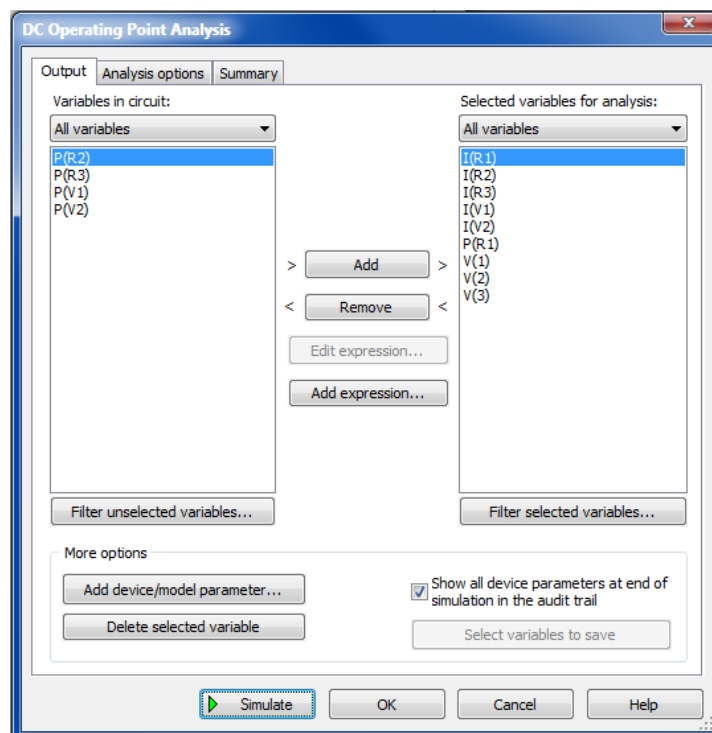 DC Operating Point Analysis
Output
Analysis options
Summary
Variables in circuit:
All variables
P(R2)
P(R3)
P(V1)
P(V2)
Filter unselected variables...
> Add >
< Remove <
Edit expression...
Add expression...
Selected variables for analysis:
All variables
I(R1)
I(R2)
I(R3)
I(V1)
I(V2)
P(R1)
V(1)
V(2)
V(3)
Filter selected variables...
More options
Add device/model parameter...
Delete selected variable
Show all device parameters at end of
simulation in the audit trail
Select variables to save
Simulate
OK
Cancel
Help